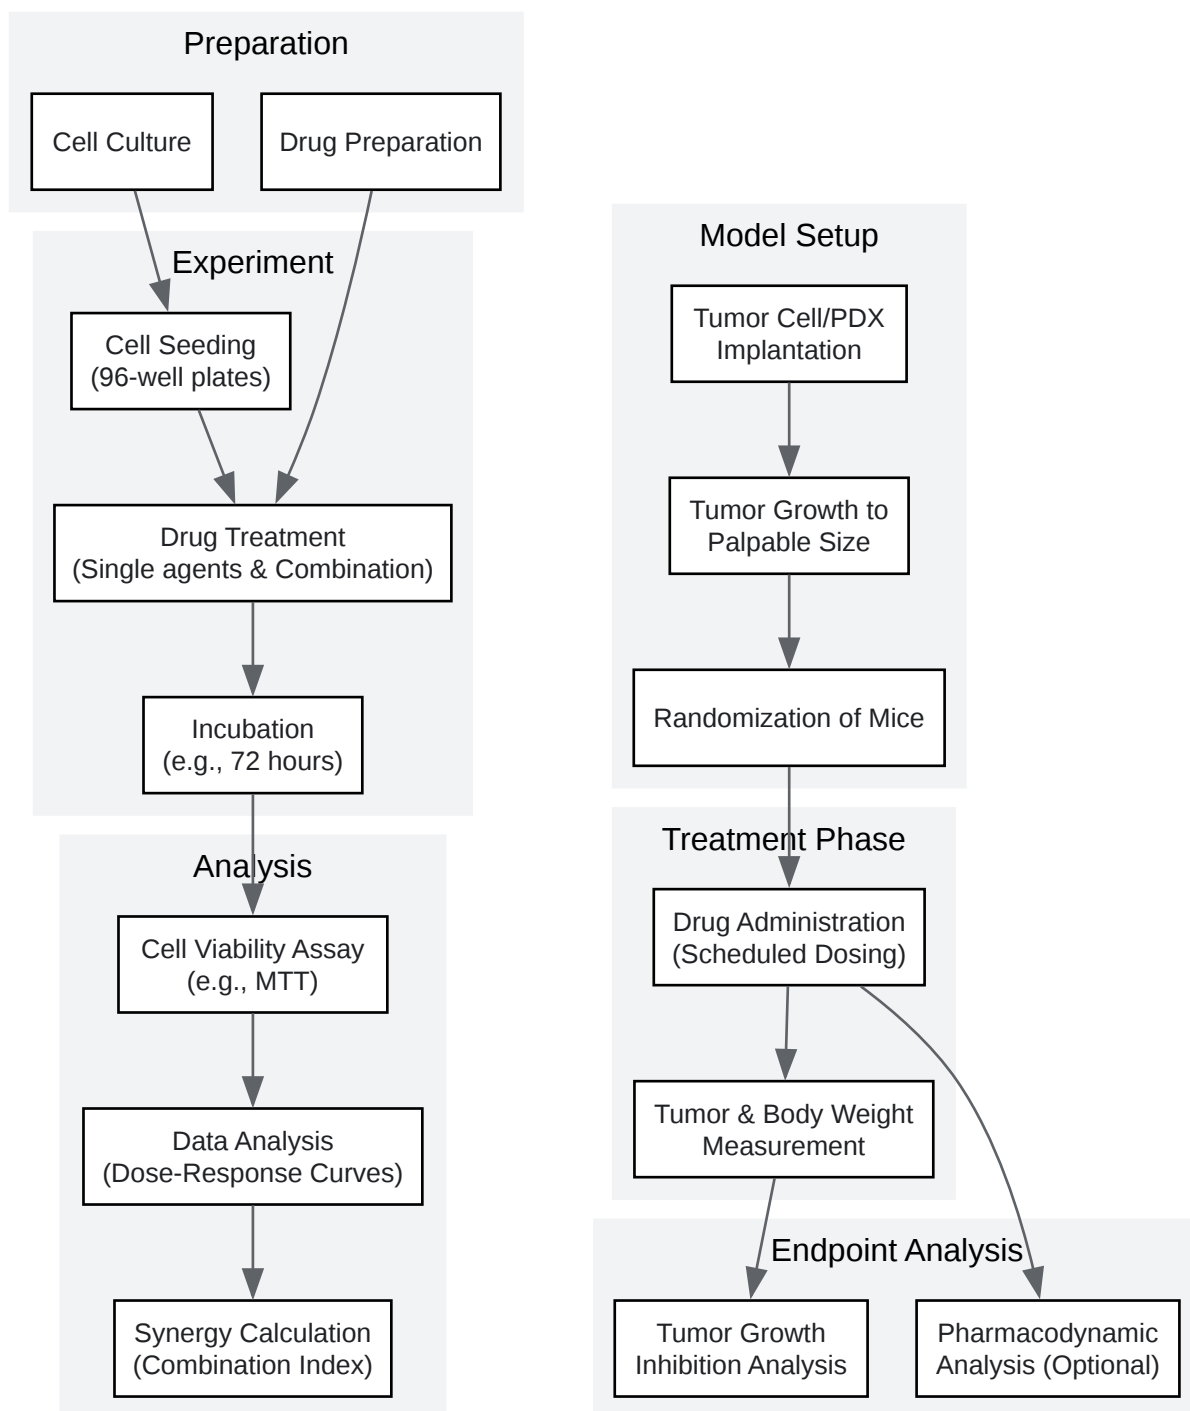 Preparation
Cell Culture
Drug Preparation
Experiment
Cell Seeding
(96-well plates)
Drug Treatment
(Single agents & Combination)
Incubation
(e.g., 72 hours)
Analysis
Cell Viability Assay
(e.g., MTT)
Data Analysis
(Dose-Response Curves)
Synergy Calculation
(Combination Index)
Model Setup
Tumor Cell/PDX
Implantation
Tumor Growth to
Palpable Size
Randomization of Mice
Treatment Phase
Drug Administration
(Scheduled Dosing)
Tumor & Body Weight
Measurement
Endpoint Analysis
Tumor Growth
Inhibition Analysis
Pharmacodynamic
Analysis (Optional)